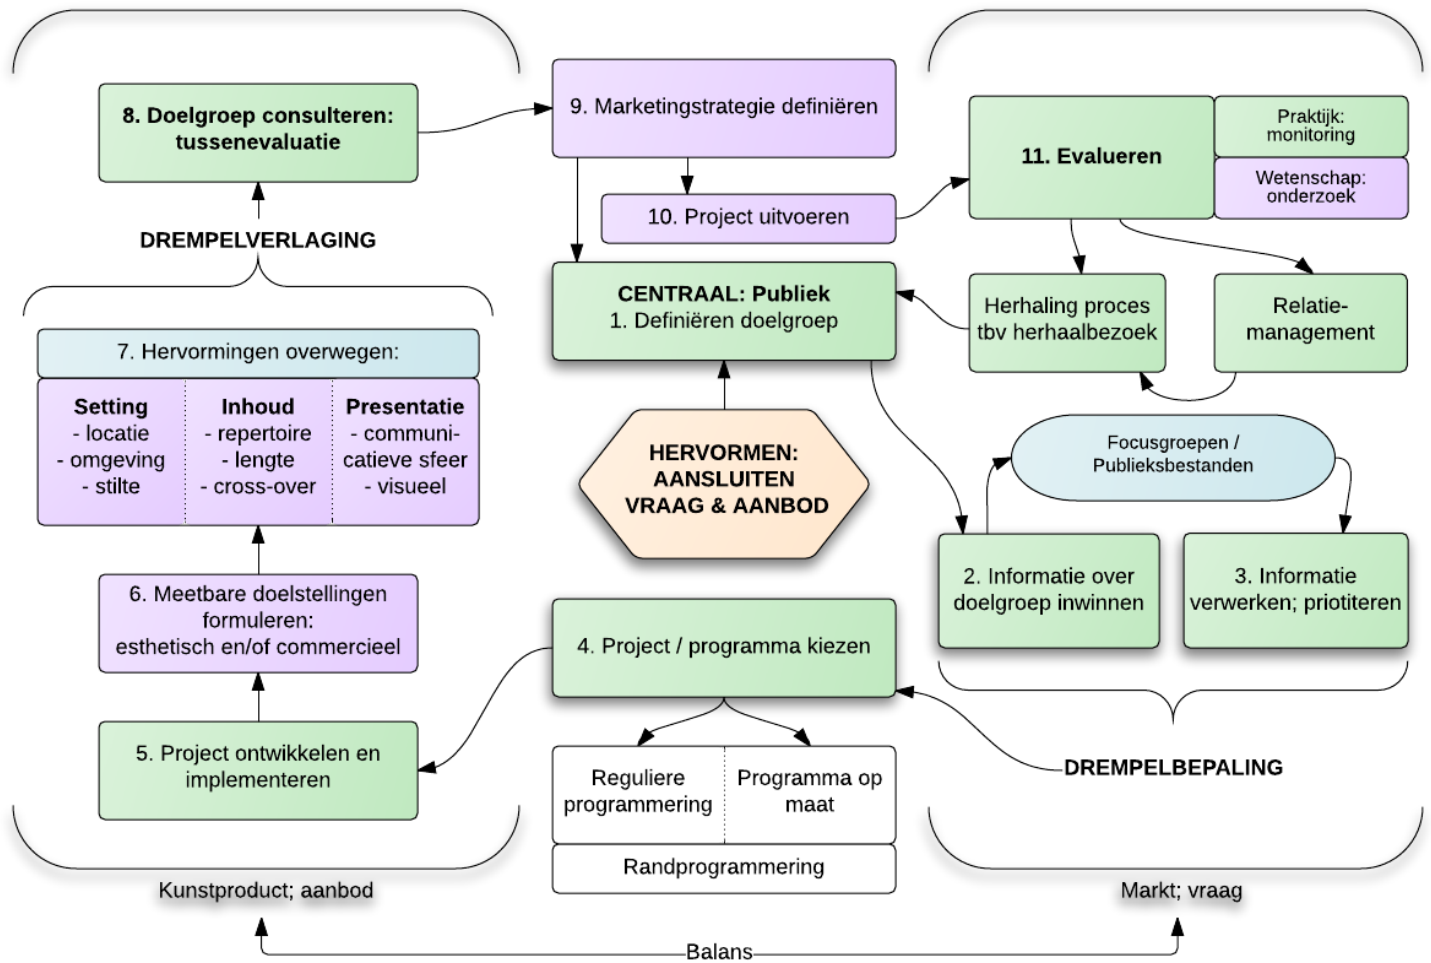 8. Doelgroep consulteren:
tussenevaluatie
DREMPELVERLAGING
7. Hervormingen overwegen:
Setting
- locatie
- omgeving
- stilte
Inhoud
- repertoire
- lengte
- cross-over
Presentatie
- communi-
catieve sfeer
- visueel
6. Meetbare doelstellingen
formuleren:
esthetisch en/of commercieel
5. Project ontwikkelen en
implementeren
Kunstproduct; aanbod
9. Marketingstrategie definiëren
10. Project uitvoeren
CENTRAAL: Publiek
1. Definiëren doelgroep
HERVORMEN:
AANSLUITEN
VRAAG & AANBOD
4. Project / programma kiezen
Reguliere
programmering
Programma op
maat
Randprogrammering
11. Evalueren
Praktijk:
monitoring
Wetenschap:
onderzoek
Herhaling proces
tbv herhaalbezoek
Relatie-
management
Focusgroepen /
Publieksbestanden
2. Informatie over
doelgroep inwinnen
3. Informatie
verwerken; priotiteren
DREMPELBEPALING
Markt; vraag
Balans